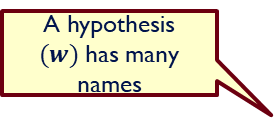 A hypothesis
(𝒘) has many
names